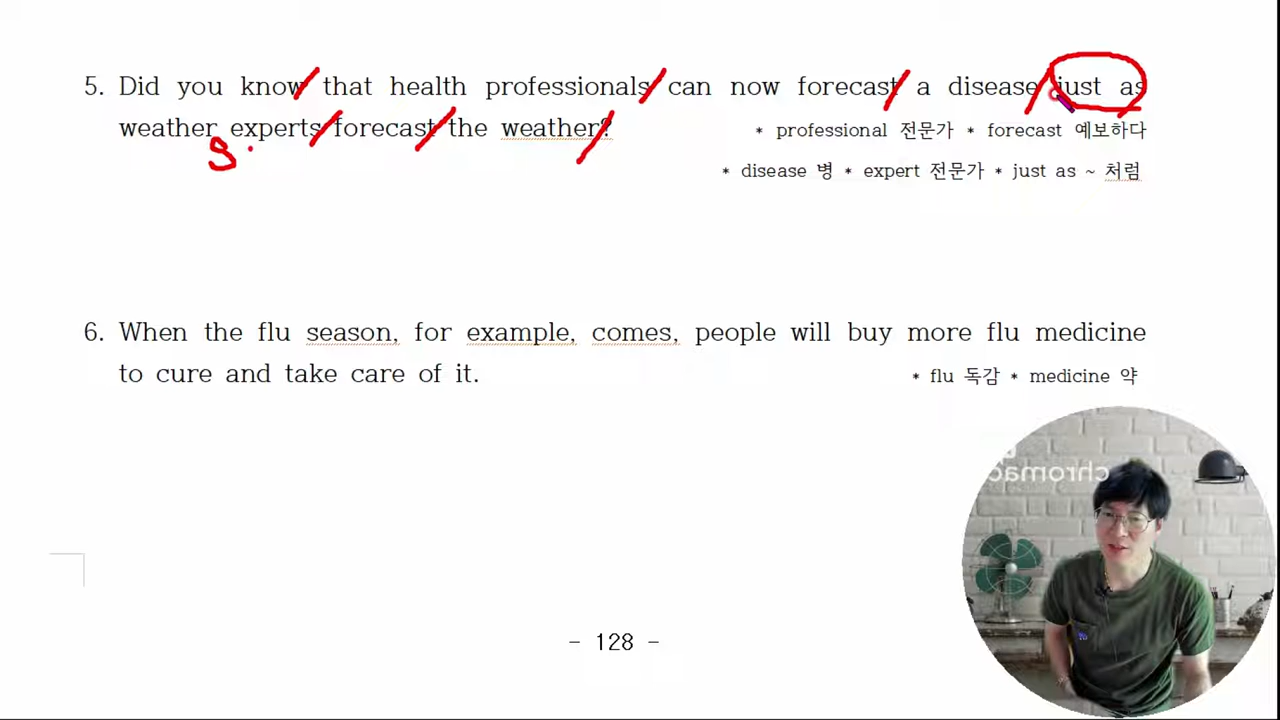 5. Did you know that health professionals can now forecast a disease just as
weather experts forecast the weather?
* professional 전문가 * forecast 예보하다
* disease 병 * expert 전문가 * just as ~ 처럼
6. When the flu season, for example, comes, people will buy more flu medicine
to cure and take care of it.
* flu 독감 * medicine 약
- 128 -